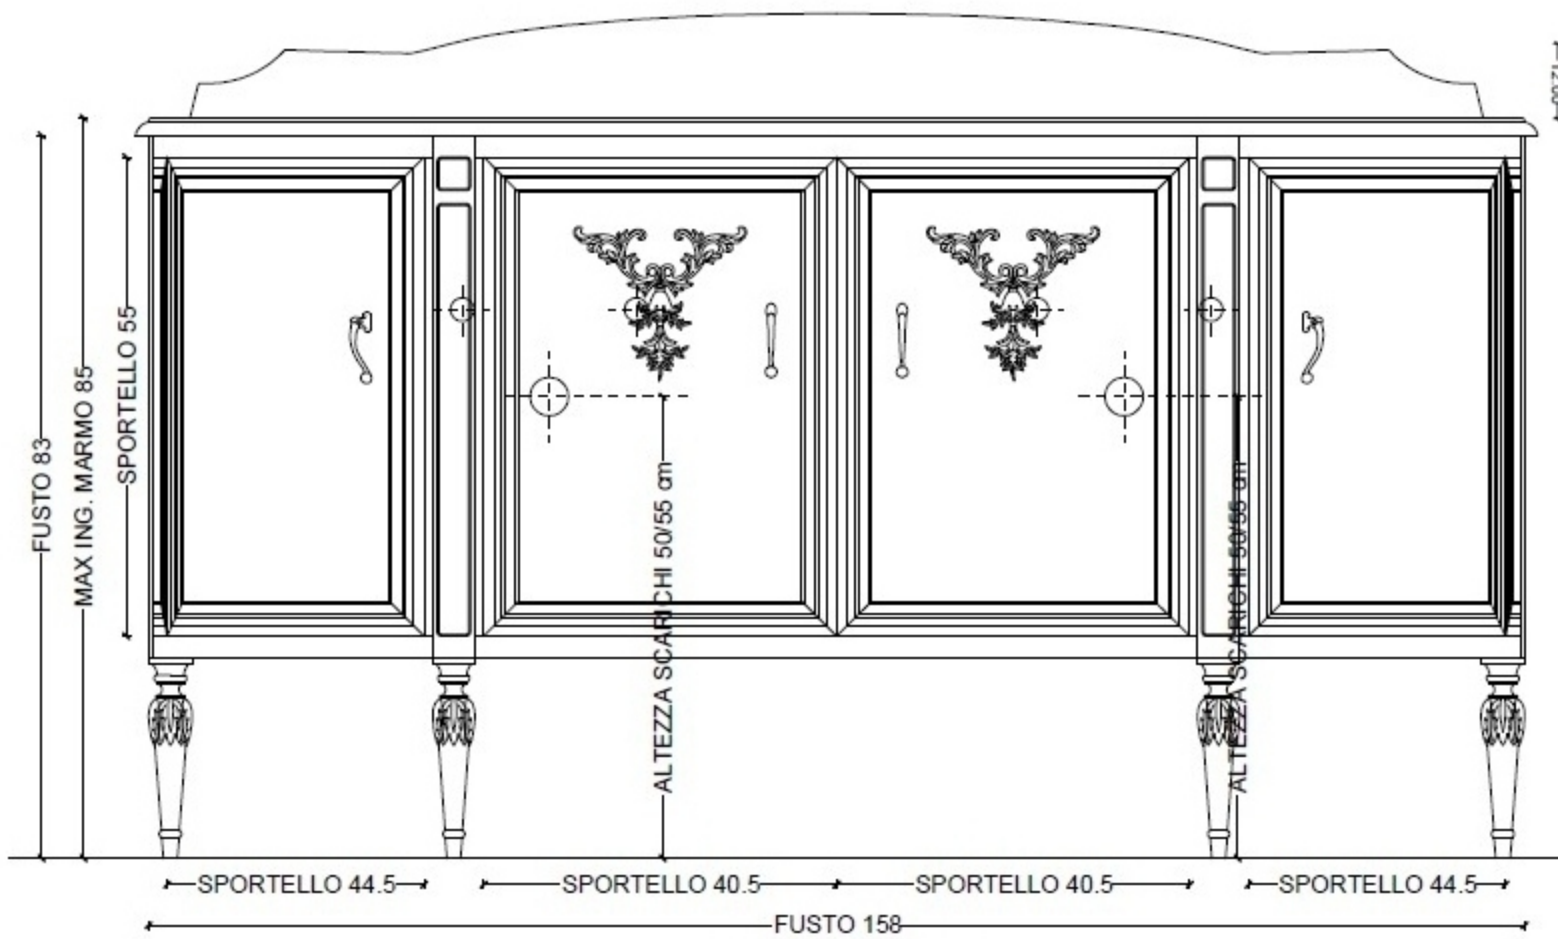 FUSTO 83
MAX ING. MARMO 85
SPORTELLO 55
ALTEZZA SCARICHI 50/55 cm
ALTEZZA SCARICHI 50/55 cm
SPORTELLO 44.5
SPORTELLO 40.5
SPORTELLO 40.5
SPORTELLO 44.5
FUSTO 158